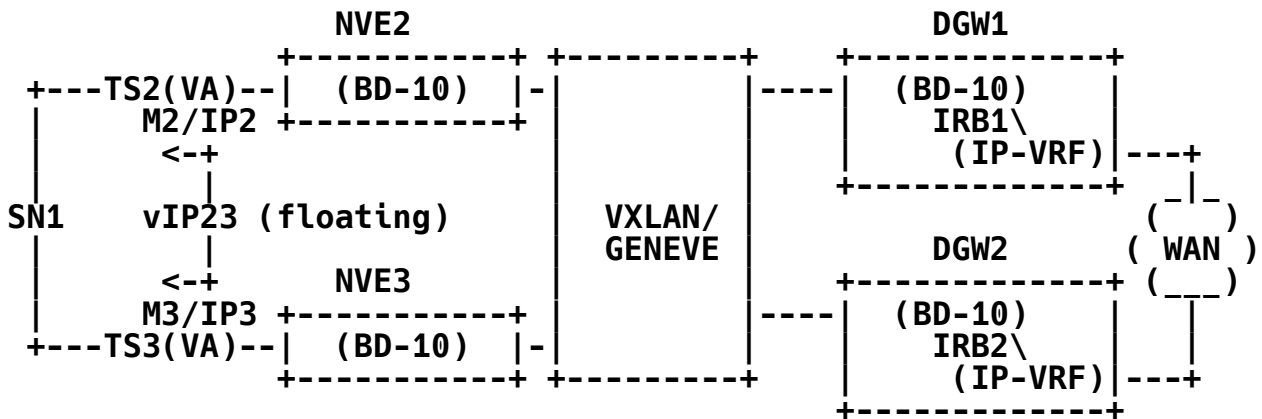 NVE2                           DGW1
              +-----------+ +---------+    +-------------+
 +---TS2(VA)--|  (BD-10)  |-|         |----|  (BD-10)    |
 |     M2/IP2 +-----------+ |         |    |    IRB1\    |
 |      <-+                 |         |    |     (IP-VRF)|---+
 |        |                 |         |    +-------------+  _|_
SN1    vIP23 (floating)     |  VXLAN/ |                    (   )
 |        |                 |  GENEVE |         DGW2      ( WAN )
 |      <-+      NVE3       |         |    +-------------+ (___)
 |     M3/IP3 +-----------+ |         |----|  (BD-10)    |   |
 +---TS3(VA)--|  (BD-10)  |-|         |    |    IRB2\    |   |
              +-----------+ +---------+    |     (IP-VRF)|---+
                                           +-------------+